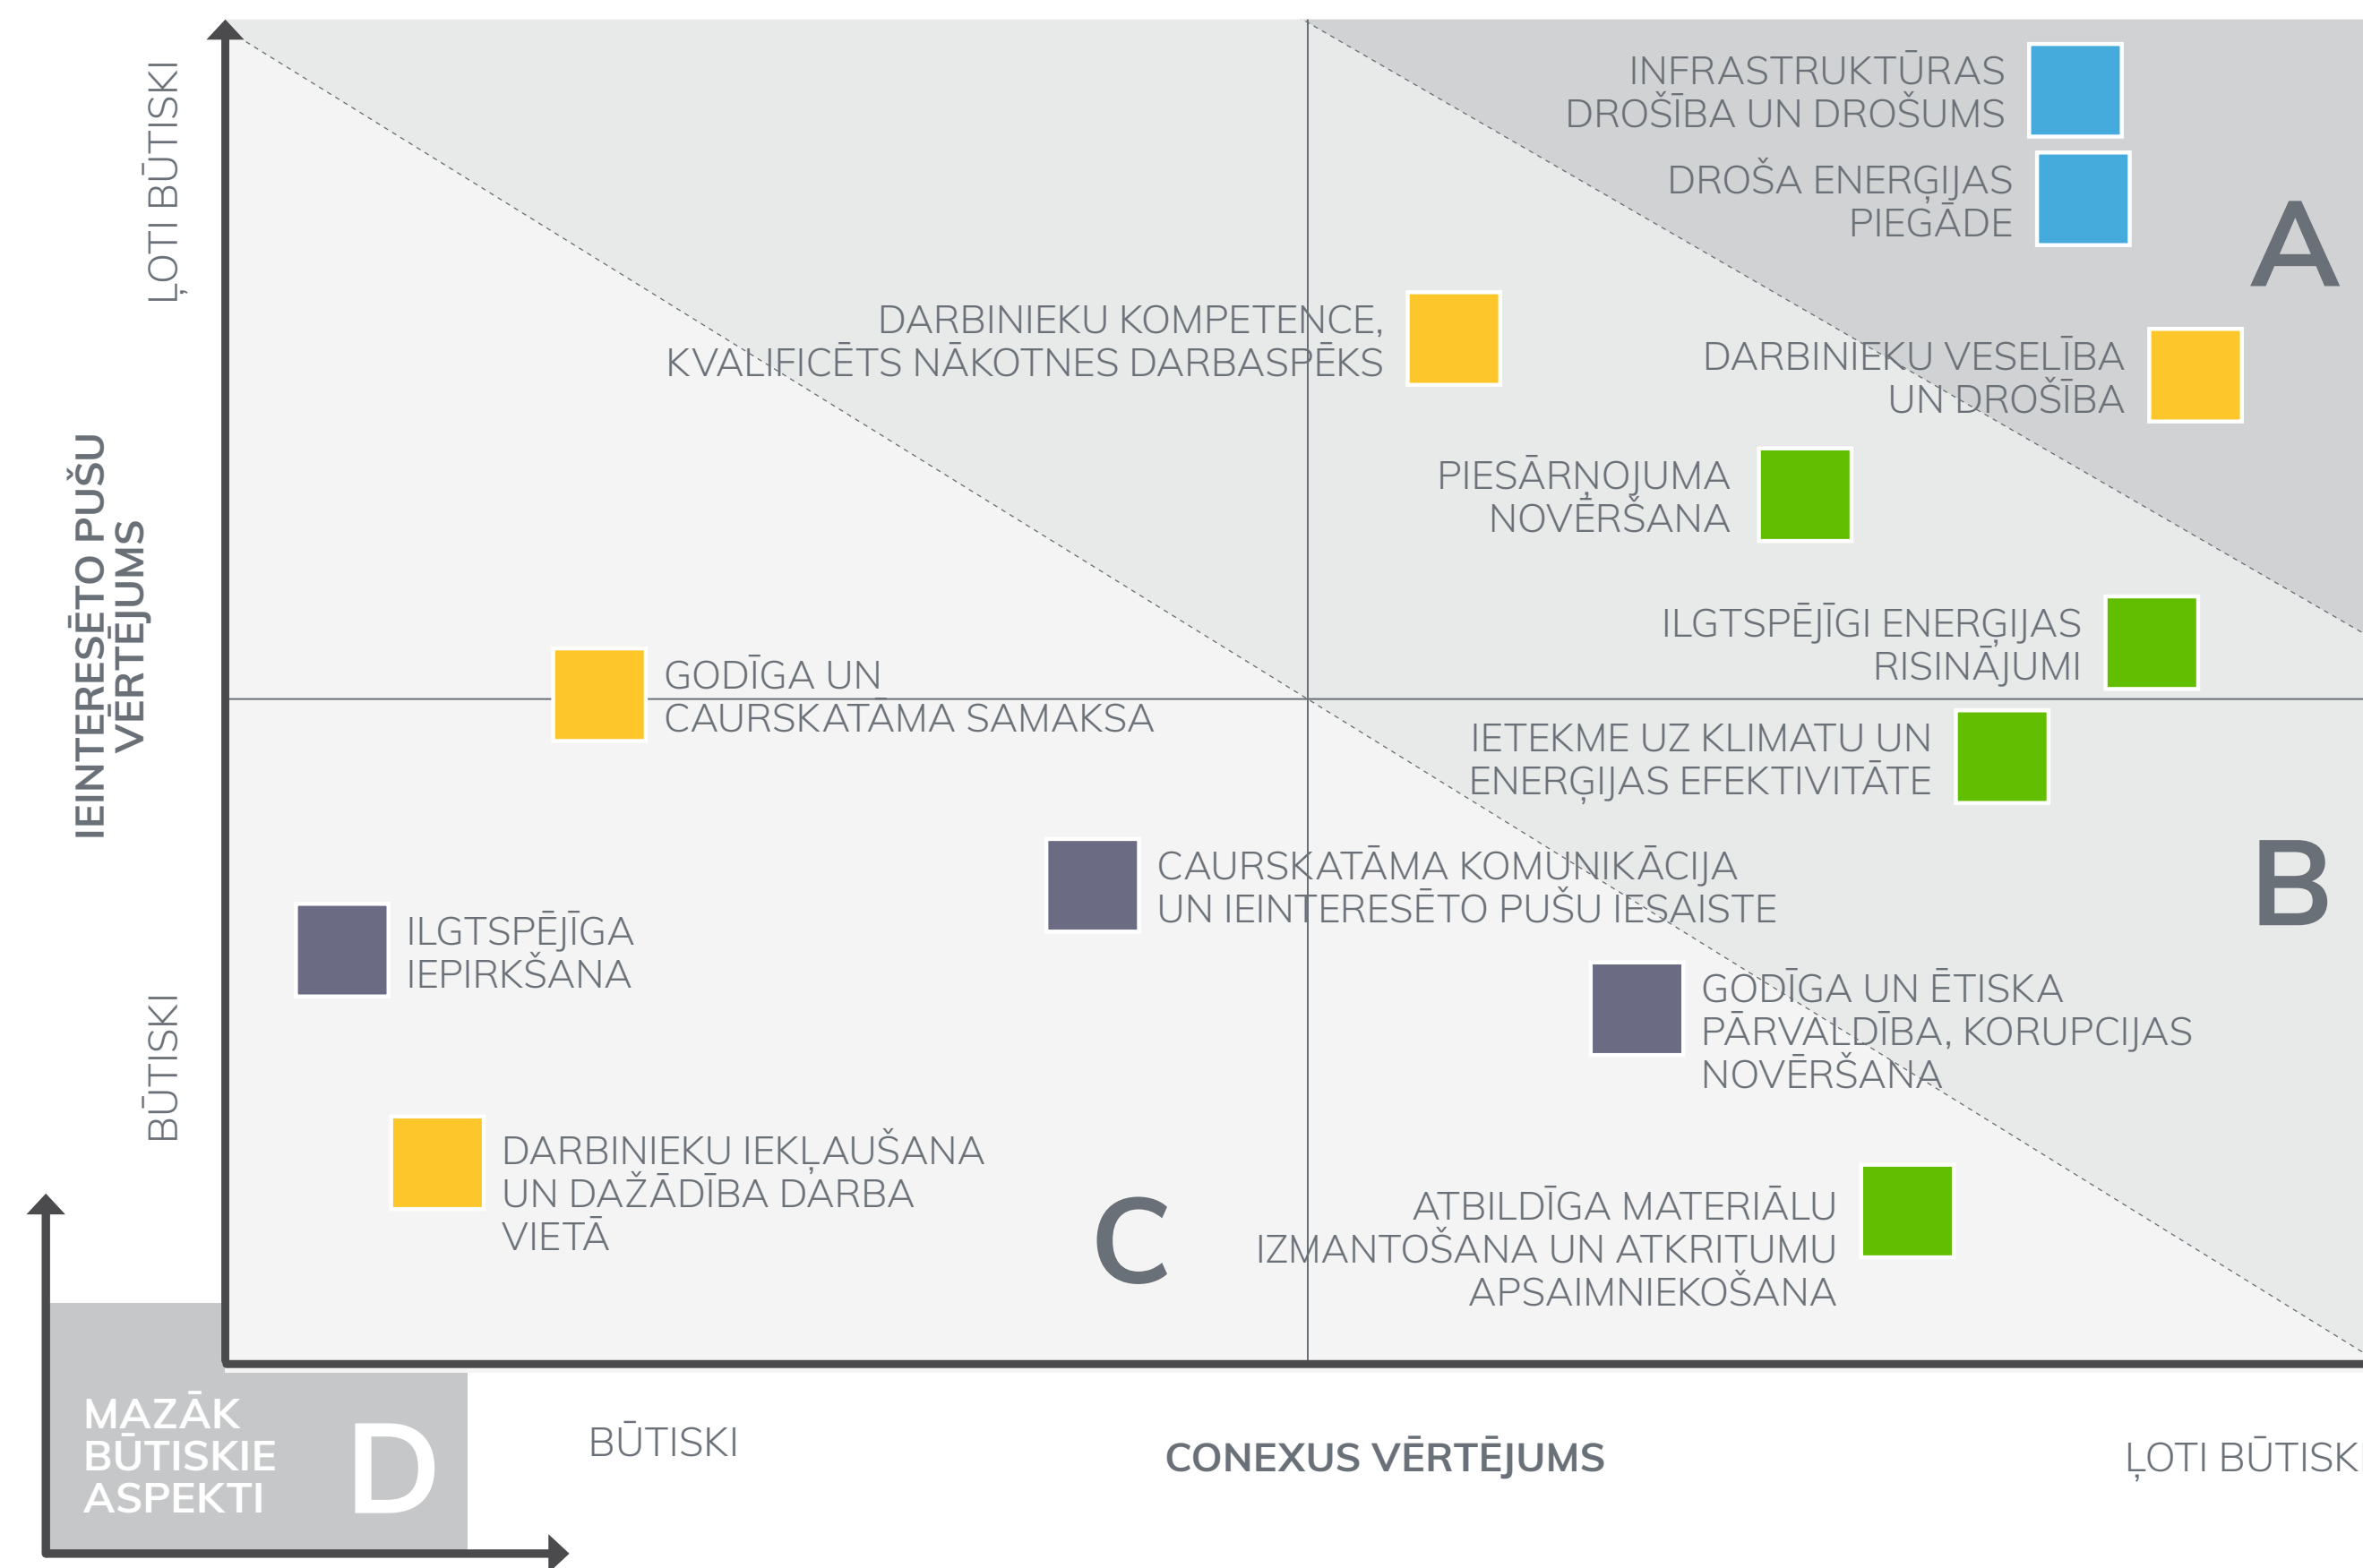 ĻOTI BŪTISKI
INFRASTRUKTŪRAS
DROŠĪBA UN DROŠUMS
DROŠA ENERĢIJAS
PIEGĀDE
A
DARBINIEKU KOMPETENCE,
KVALIFICĒTS NĀKOTNES DARBASPĒKS
DARBINIEKU VESELĪBA
UN DROŠĪBA
PIESĀRŅOJUMA
NOVĒRŠANA
IEINTERESĒTO PUŠU
VĒRTĒJUMS
ILGTSPĒJĪGI ENERĢIJAS
RISINĀJUMI
GODĪGA UN
CAURSKATĀMA SAMAKSA
IETEKME UZ KLIMATU UN
ENERĢIJAS EFEKTIVITĀTE
CAURSKATĀMA KOMUNIKĀCIJA
UN IEINTERESĒTO PUŠU IESAISTE
B
ILGTSPĒJĪGA
IEPIRKŠANA
GODĪGA UN ĒTISKA
PĀRVALDĪBA, KORUPCIJAS
NOVĒRŠANA
BŪTISKI
DARBINIEKU IEKĻAUŠANA
UN DAŽĀDĪBA DARBA
VIETĀ
C
ATBILDĪGA MATERIĀLU
IZMANTOŠANA UN ATKRITUMU
APSAIMNIEKOŠANA
MAZĀK
BŪTISKIE
ASPEKTI
D
BŪTISKI
CONEXUS VĒRTĒJUMS
ĻOTI BŪTISKI